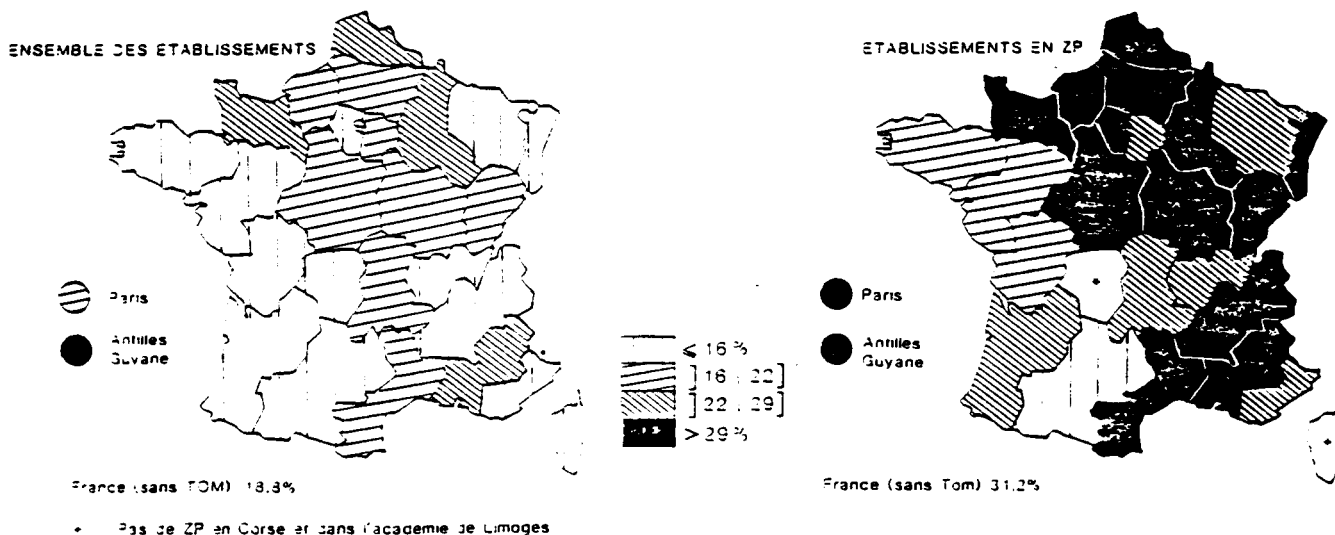 ENSEMBLE DES ETABLISSEMENTS
Paris
Antilles
Guyane
France (sans TOM) 18.8%
• Pas de ZP en Corse et dans l'academie de Limoges
≤ 16 %
]16 ; 22]
]22 ; 29]
> 29 %
ETABLISSEMENTS EN ZP
Paris
Antilles
Guyane
France (sans Tom) 31.2%